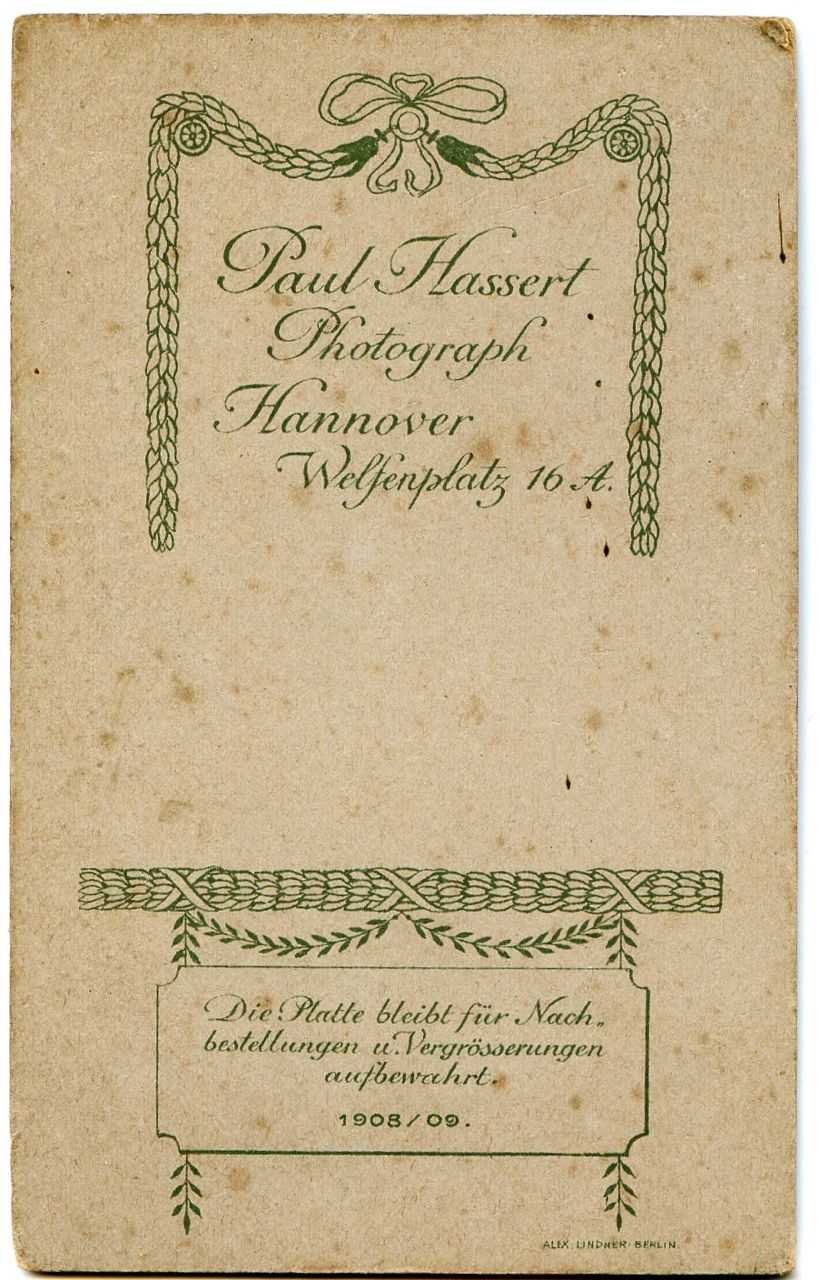 Paul Hassert
Photograph
Hannover
Welfenplatz 16 A.
Die Platte bleibt für Nach„
bestellungen u. Vergrösserungen
aufbewahrt.
1908/09.
ALEX. LINDNER BERLIN.